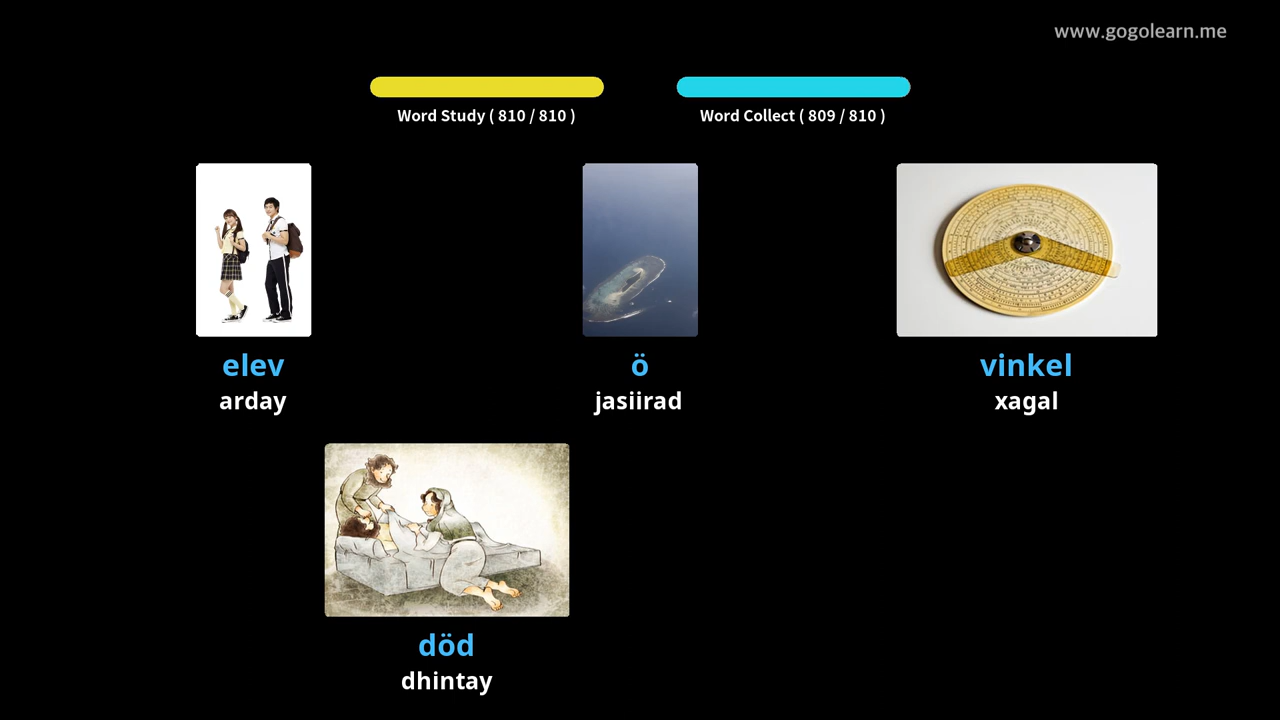 www.gogolearn.me
Word Study ( 810 / 810 )
Word Collect ( 809 / 810 )
elev
arday
ö
jasiirad
vinkel
xagal
död
dhintay